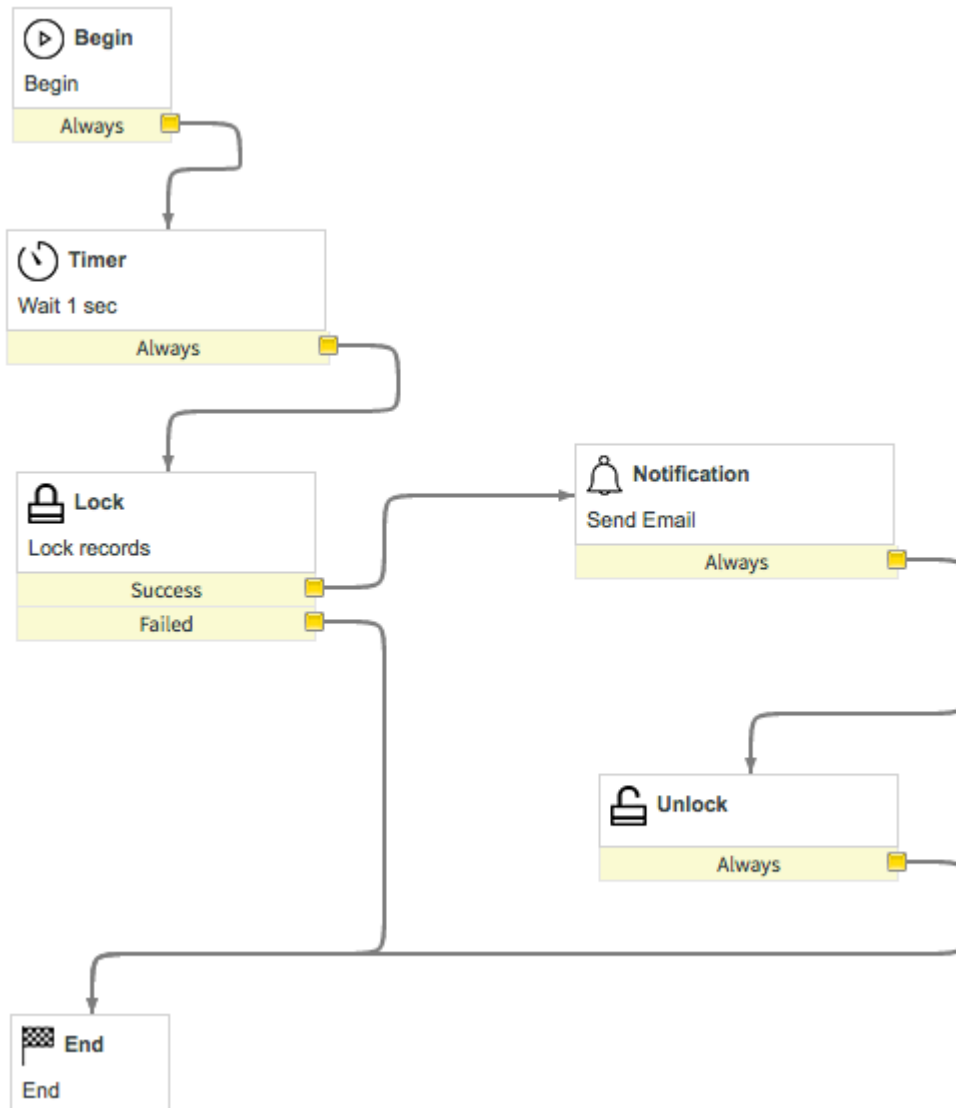 Begin
Begin
Always
Timer
Wait 1 sec
Always
Lock
Lock records
Success
Failed
Notification
Send Email
Always
Unlock
Always
End
End